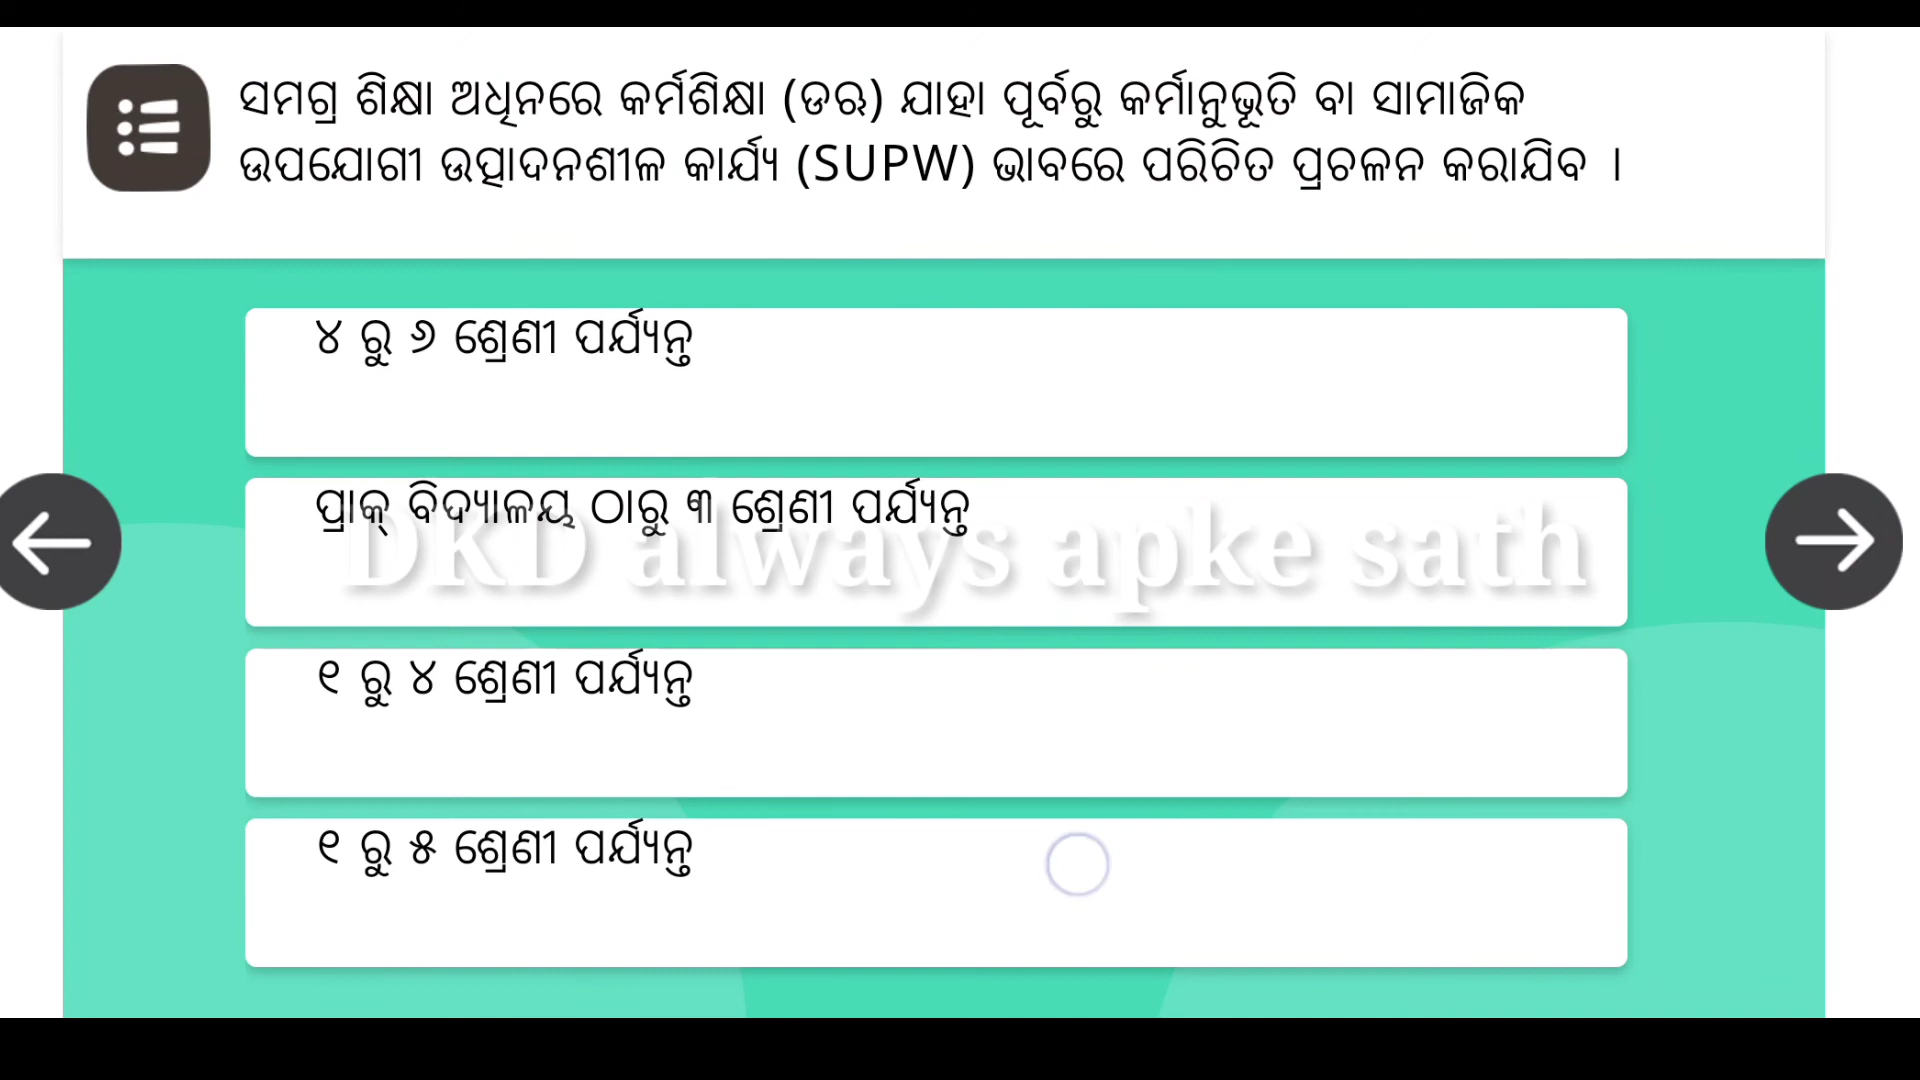 ସମଗ୍ର ଶିକ୍ଷା ଅଧିନରେ କର୍ମଶିକ୍ଷା (ଡଋ) ଯାହା ପୂର୍ବରୁ କର୍ମାନୁଭୂତି ବା ସାମାଜିକ
ଉପଯୋଗୀ ଉତ୍ପାଦନଶୀଳ କାର୍ଯ୍ୟ (SUPW) ଭାବରେ ପରିଚିତ ପ୍ରଚଳନ କରାଯିବ ।
୪ ରୁ ୬ ଶ୍ରେଣୀ ପର୍ଯ୍ୟନ୍ତ
ପ୍ରାକ୍ ବିଦ୍ୟାଳୟ ଠାରୁ ୩ ଶ୍ରେଣୀ ପର୍ଯ୍ୟନ୍ତ
DKD always apke sath
୧ ରୁ ୪ ଶ୍ରେଣୀ ପର୍ଯ୍ୟନ୍ତ
୧ ରୁ ୫ ଶ୍ରେଣୀ ପର୍ଯ୍ୟନ୍ତ